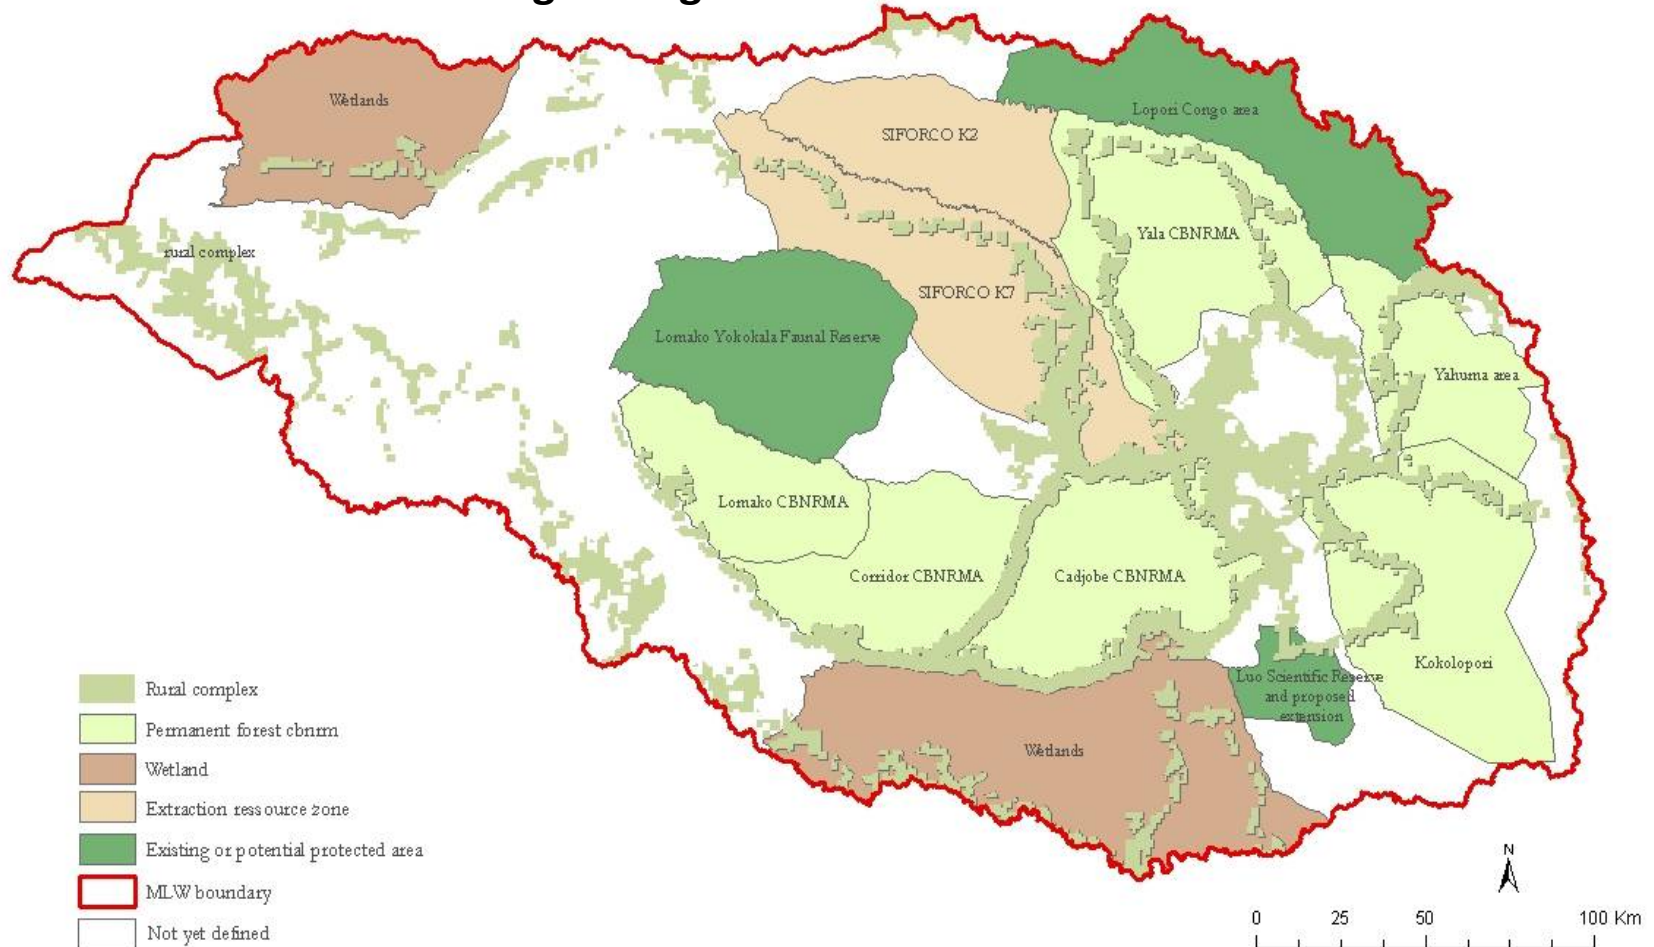 Wetlands
Lopori Congo area
SIFORCO K2
Yala CBNRMA
rural complex
SIFORCO K7
Lomako Yokokala Faunal Reserve
Yahuma area
Lomako CBNRMA
Corridor CBNRMA
Cadjobe CBNRMA
Kokolopori
Luo Scientific Reserve
and proposed
extension
Wetlands
Rural complex
Permanent forest cbnrm
Wetland
Extraction ressource zone
Existing or potential protected area
MLW boundary
Not yet defined
N
0 25 50 100 Km